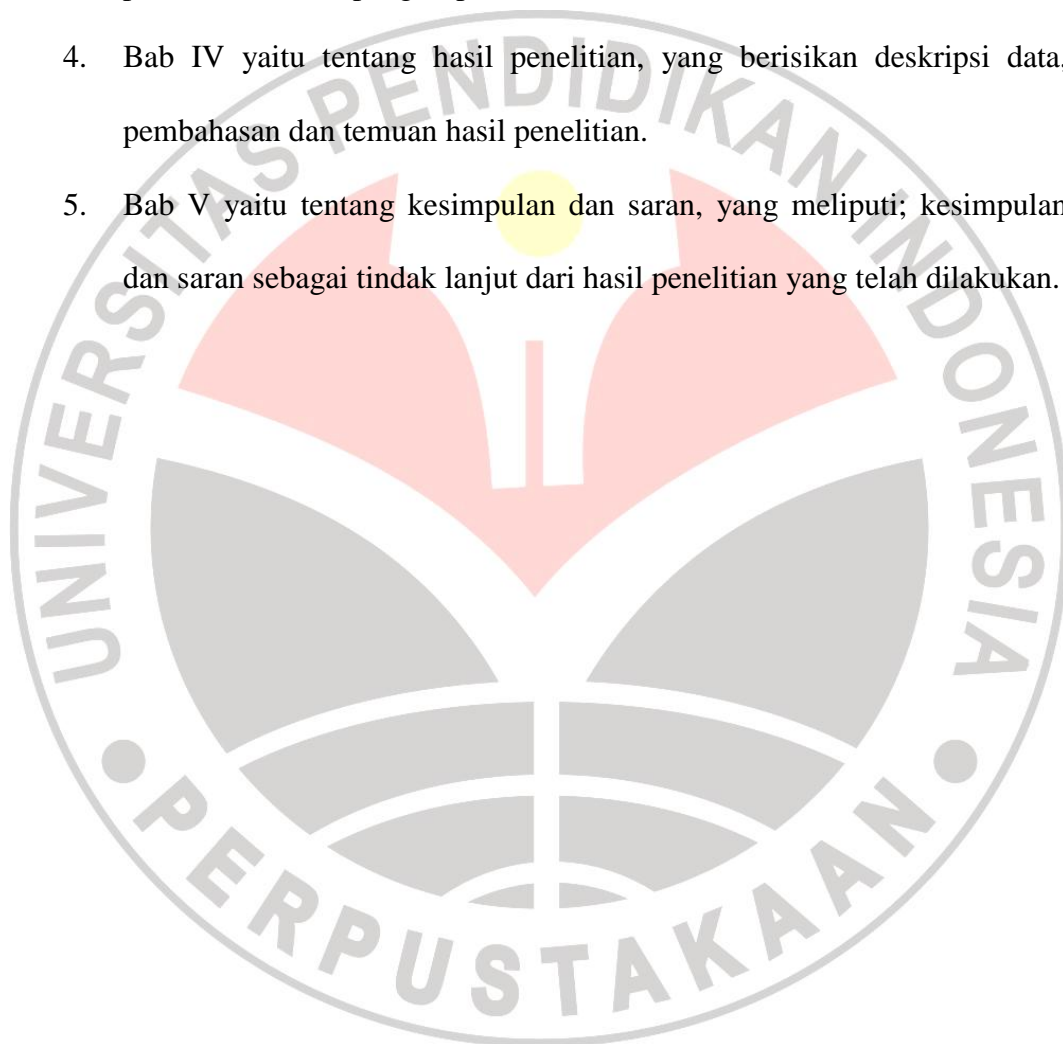 4. Bab IV yaitu tentang hasil penelitian, yang berisikan deskripsi data,
pembahasan dan temuan hasil penelitian.
5. Bab V yaitu tentang kesimpulan dan saran, yang meliputi; kesimpulan
dan saran sebagai tindak lanjut dari hasil penelitian yang telah dilakukan.
UNIVERSITAS PENDIDIKAN INDONESIA
PERPUSTAKAAN